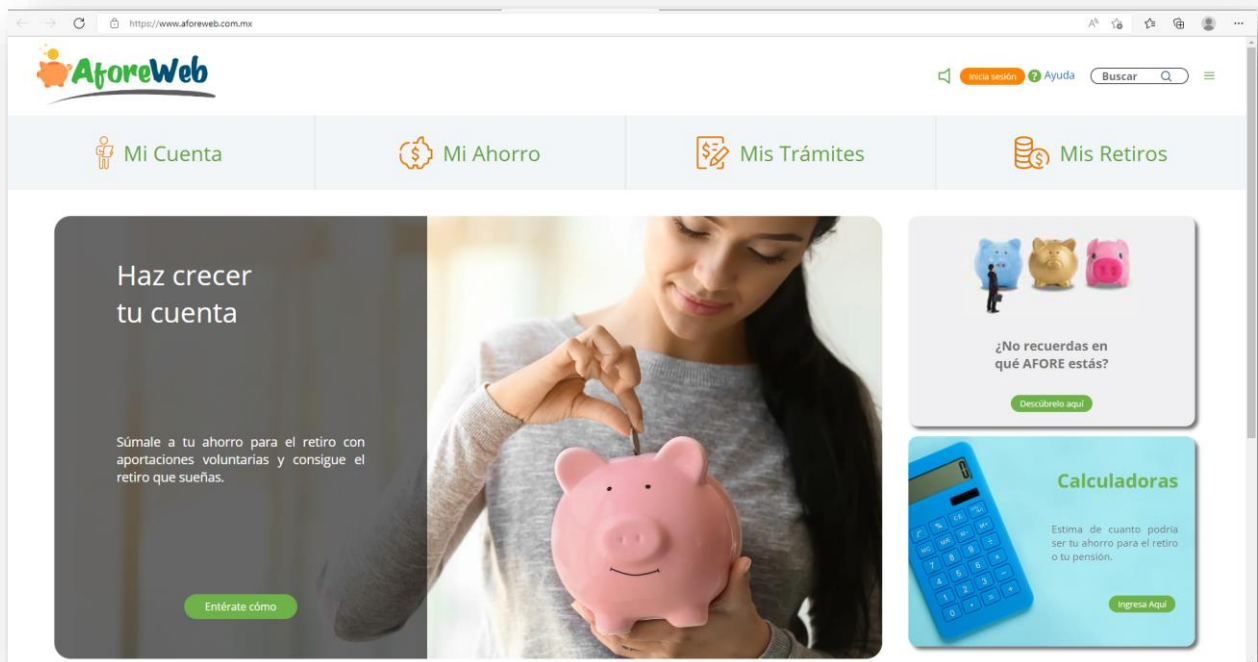 https://www.aforeweb.com.mx
AforeWeb
Inicia sesión
Ayuda
Buscar
Mi Cuenta
Mi Ahorro
Mis Trámites
Mis Retiros
Haz crecer
tu cuenta
Súmale a tu ahorro para el retiro con
aportaciones voluntarias y consigue el
retiro que sueñas.
Entérate cómo
¿No recuerdas en
qué AFORE estás?
Descúbrelo aquí
Calculadoras
Estima de cuanto podría
ser tu ahorro para el retiro
o tu pensión.
Ingresa Aquí